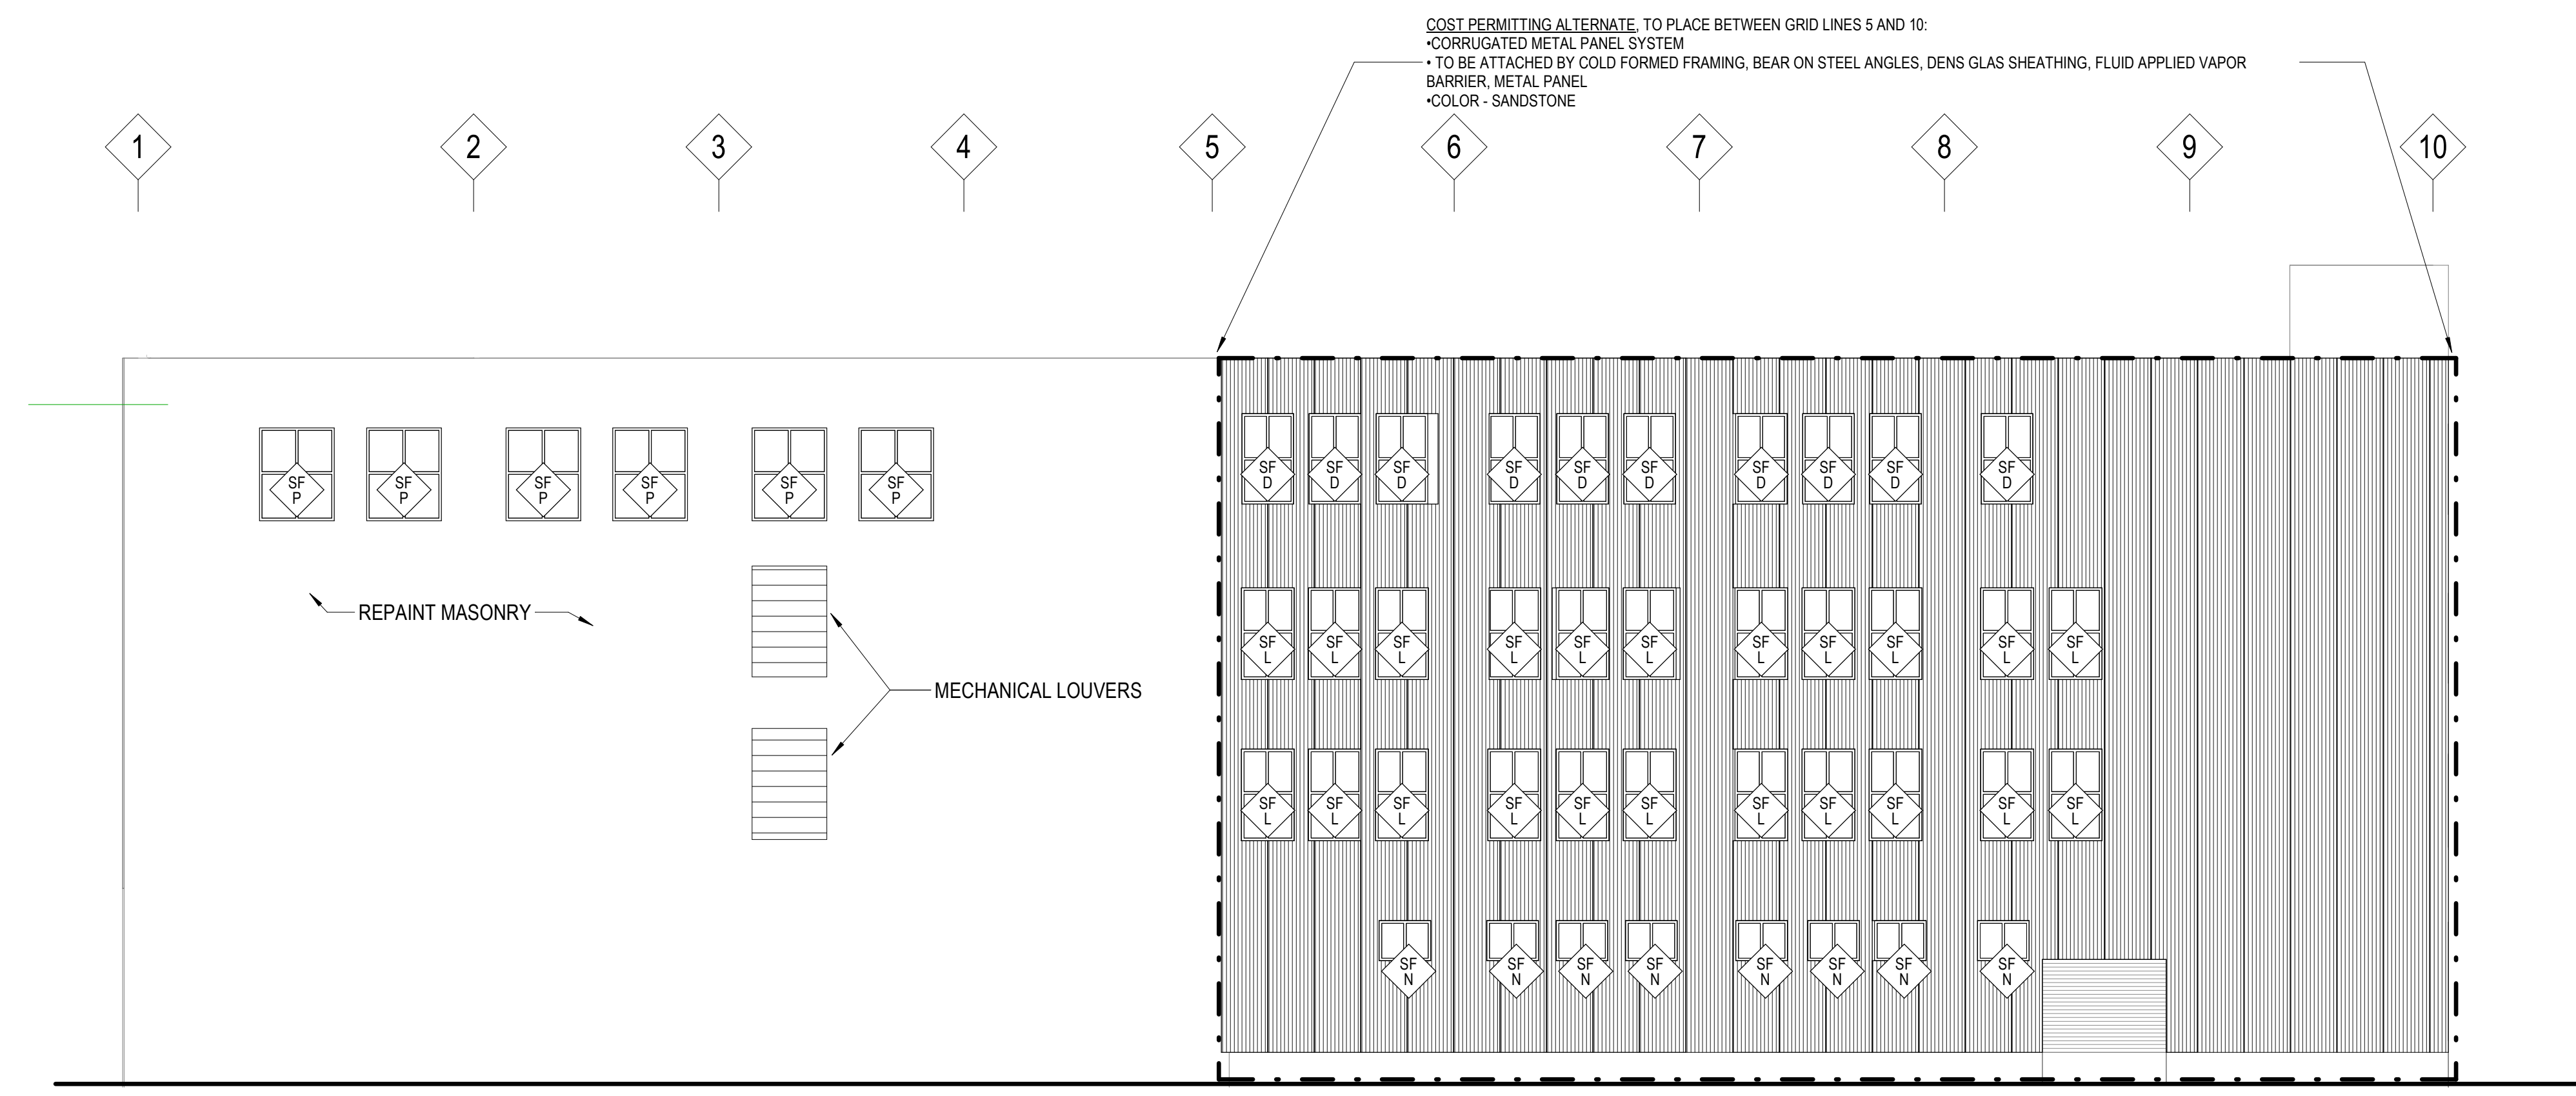 COST PERMITTING ALTERNATE, TO PLACE BETWEEN GRID LINES 5 AND 10:
•CORRUGATED METAL PANEL SYSTEM
• TO BE ATTACHED BY COLD FORMED FRAMING, BEAR ON STEEL ANGLES, DENS GLAS SHEATHING, FLUID APPLIED VAPOR
BARRIER, METAL PANEL
•COLOR - SANDSTONE
1 2 3 4 5 6 7 8 9 10
SF SF SF SF SF SF SF SF SF SF
D D D D D D D D D D
SF SF SF SF SF SF
P P P P P P
REPAINT MASONRY
SF SF SF SF SF SF SF SF SF SF SF
L L L L L L L L L L L
MECHANICAL LOUVERS
SF SF SF SF SF SF SF SF SF SF SF
L L L L L L L L L L L
SF SF SF SF SF SF SF SF
N N N N N N N N